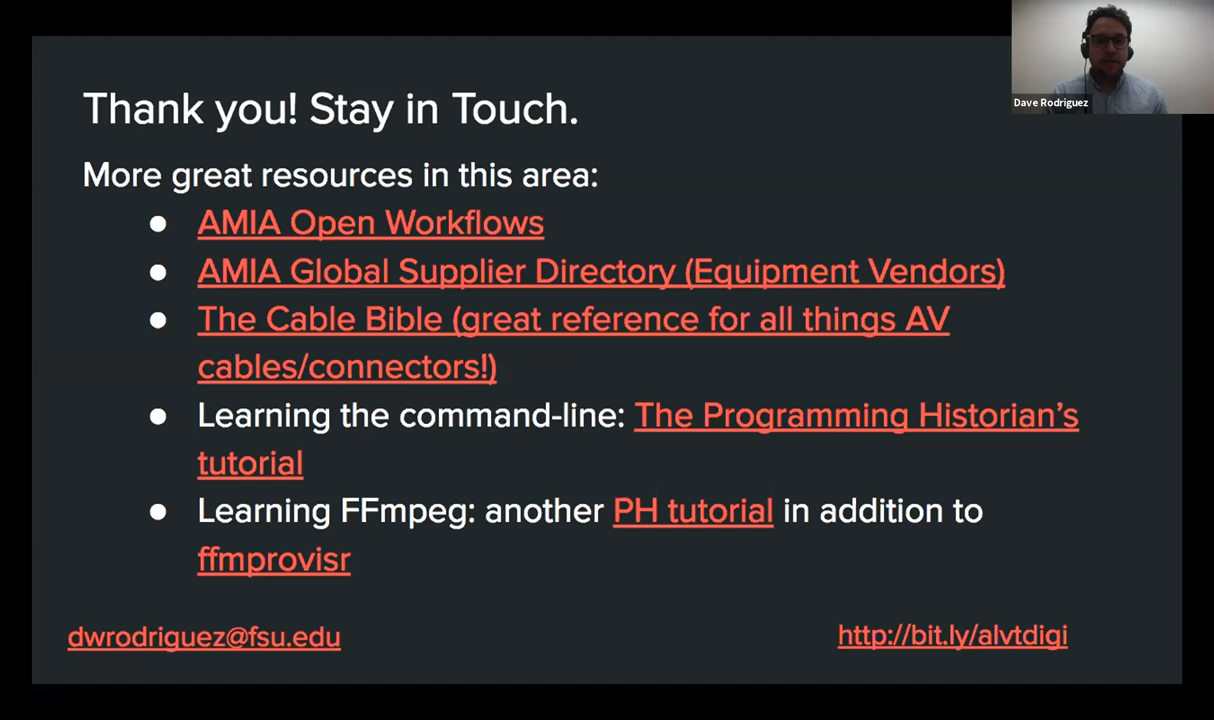 Dave Rodriguez
Thank you! Stay in Touch.
More great resources in this area:
● AMIA Open Workflows
● AMIA Global Supplier Directory (Equipment Vendors)
● The Cable Bible (great reference for all things AV
cables/connectors!)
● Learning the command-line: The Programming Historian’s
tutorial
● Learning FFmpeg: another PH tutorial in addition to
ffmprovisr
dwrodriguez@fsu.edu
http://bit.ly/alvtdigi